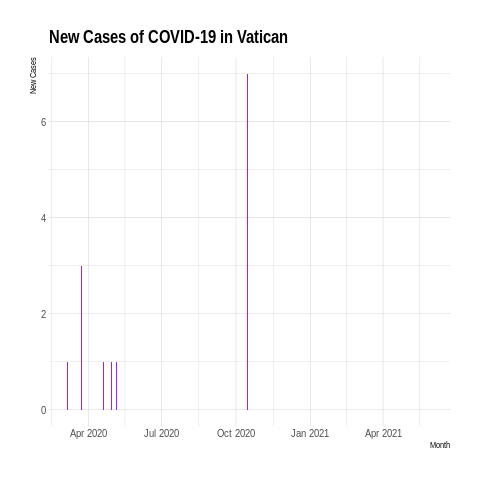 New Cases of COVID-19 in Vatican
New Cases
6
4
2
0
Apr 2020 Jul 2020 Oct 2020 Jan 2021 Apr 2021
Month